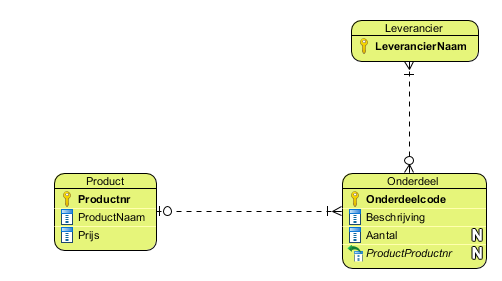 Leverancier
LeverancierNaam
Product
Productnr
ProductNaam
Prijs
Onderdeel
Onderdeelcode
Beschrijving
Aantal N
ProductProductnr N